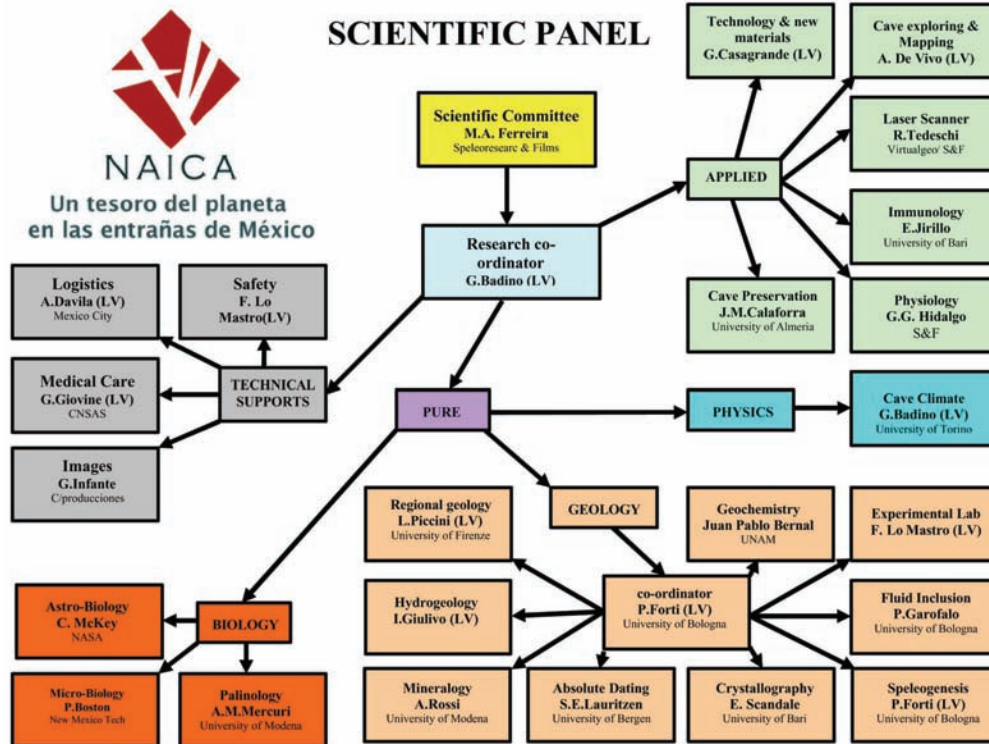 SCIENTIFIC PANEL
NAICA
Un tesoro del planeta
en las entrañas de México
Scientific Committee
M.A. Ferreira
Speleoresearc & Films
Research co-
ordinator
G.Badino (LV)
Technology & new
materials
G.Casagrande (LV)
Cave exploring &
Mapping
A. De Vivo (LV)
Laser Scanner
R.Tedeschi
Virtualgeo/ S&F
APPLIED
Immunology
E.Jirillo
University of Bari
Cave Preservation
J.M.Calaforra
University of Almeria
Physiology
G.G. Hidalgo
S&F
Logistics
A.Davila (LV)
Mexico City
Safety
F. Lo
Mastro(LV)
Medical Care
G.Giovine (LV)
CNSAS
TECHNICAL
SUPPORTS
Images
G.Infante
C/producciones
PURE
PHYSICS
Cave Climate
G.Badino (LV)
University of Torino
GEOLOGY
Regional geology
L.Piccini (LV)
University of Firenze
Geochemistry
Juan Pablo Bernal
UNAM
Experimental Lab
F. Lo Mastro (LV)
Hydrogeology
I.Giulivo (LV)
co-ordinator
P.Forti (LV)
University of Bologna
Fluid Inclusion
P.Garofalo
University of Bologna
Mineralogy
A.Rossi
University of Modena
Absolute Dating
S.E.Lauritzen
University of Bergen
Crystallography
E. Scandale
University of Bari
Speleogenesis
P.Forti (LV)
University of Bologna
Astro-Biology
C. McKey
NASA
BIOLOGY
Micro-Biology
P.Boston
New Mexico Tech
Palinology
A.M.Mercuri
University of Modena